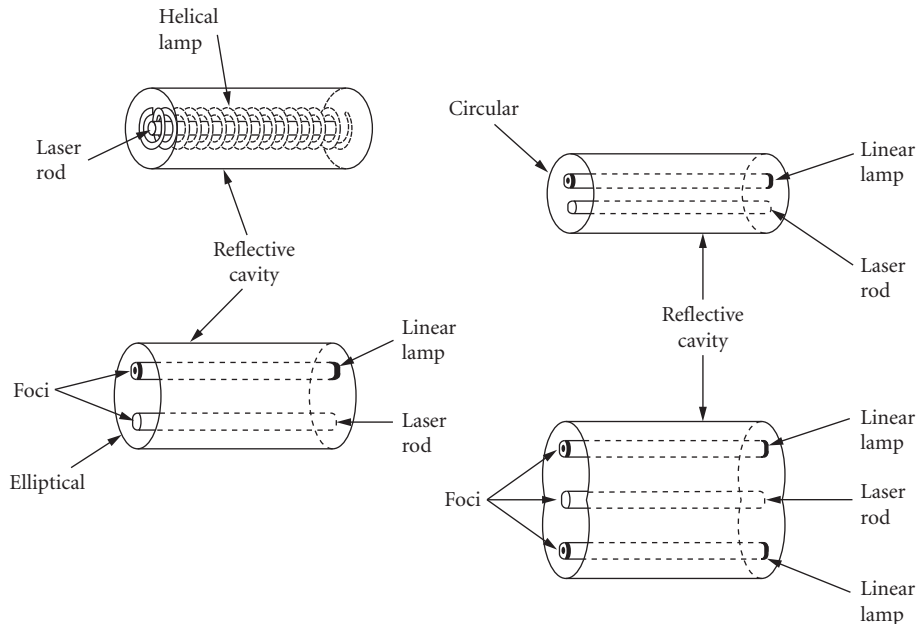 Helical
lamp
Laser
rod
Reflective
cavity
Linear
lamp
Foci
Laser
rod
Elliptical
Circular
Linear
lamp
Laser
rod
Reflective
cavity
Linear
lamp
Foci
Laser
rod
Linear
lamp